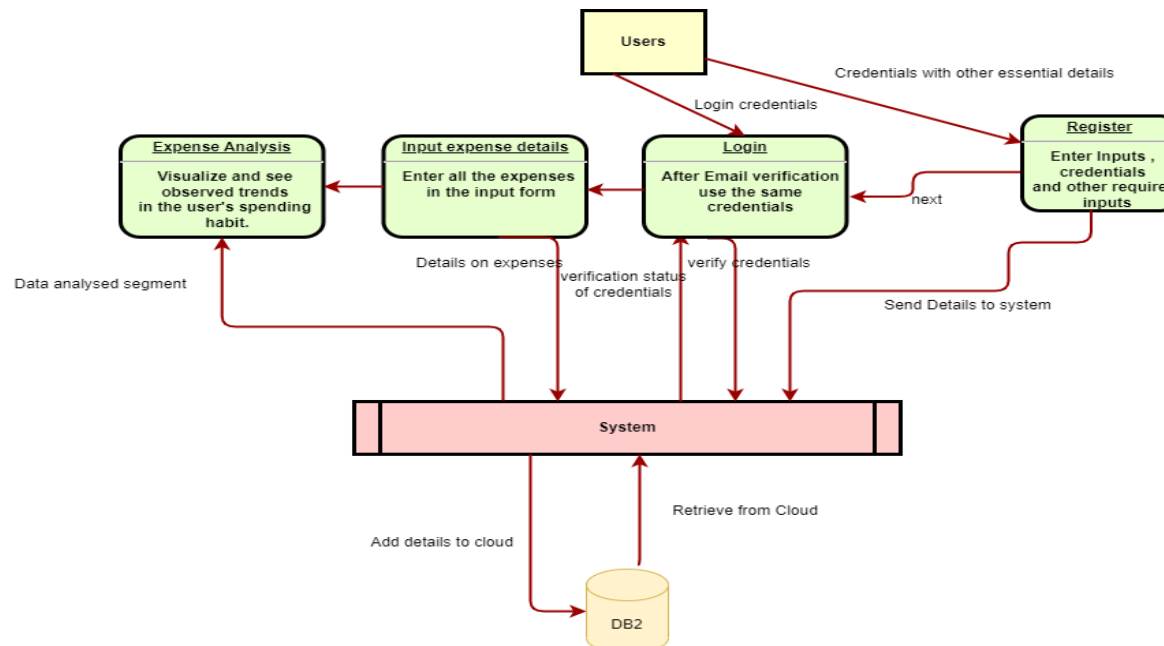 Users
Credentials with other essential details
Login credentials
Expense Analysis
Visualize and see
observed trends
in the user's spending
habit.
Input expense details
Enter all the expenses
in the input form
Login
After Email verification
use the same
credentials
Register
Enter Inputs ,
credentials
and other require
inputs
next
Details on expenses
verification status
of credentials
verify credentials
Data analysed segment
Send Details to system
System
Retrieve from Cloud
Add details to cloud
DB2